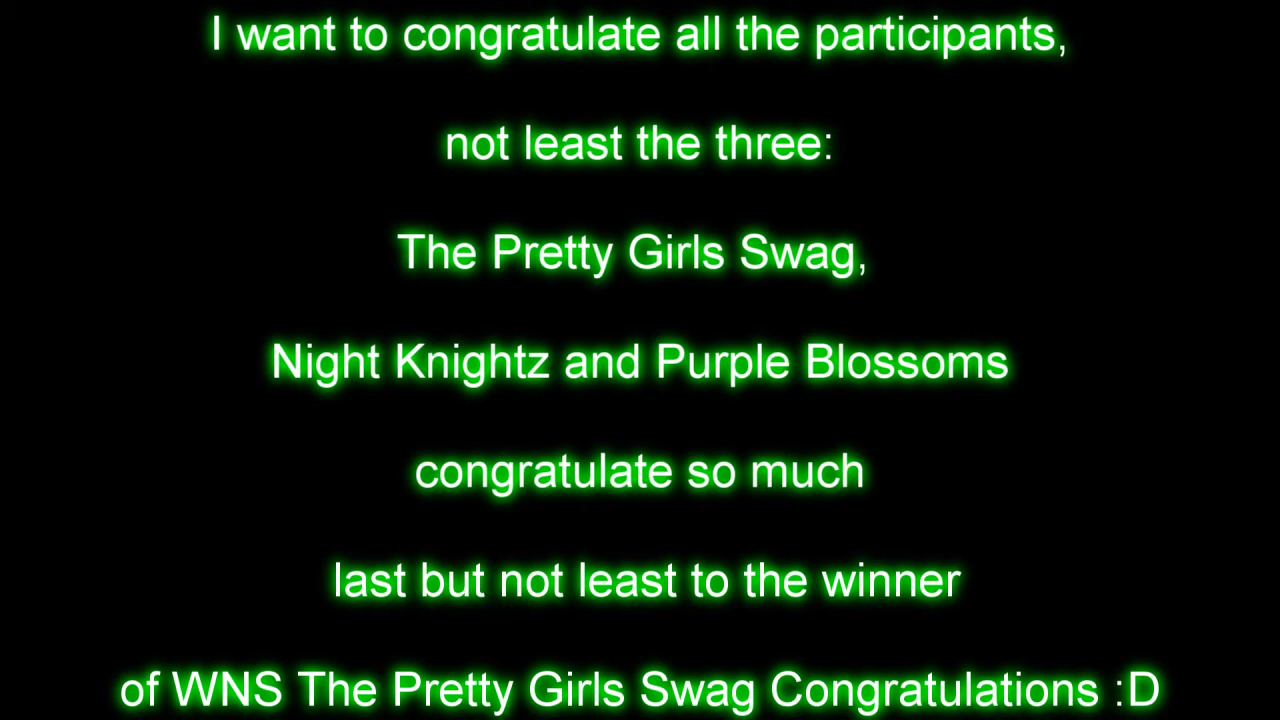 I want to congratulate all the participants,
not least the three:
The Pretty Girls Swag,
Night Knightz and Purple Blossoms
congratulate so much
last but not least to the winner
of WNS The Pretty Girls Swag Congratulations :D